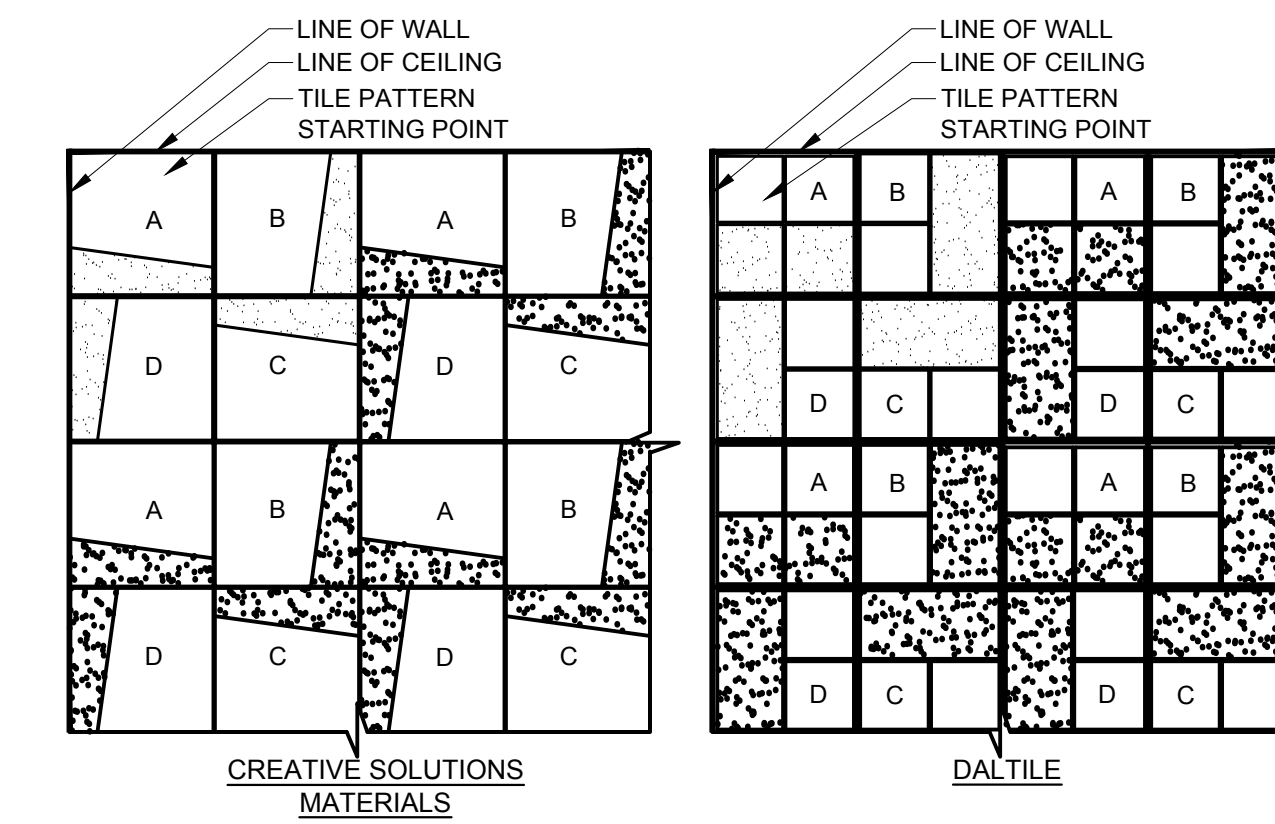 LINE OF WALL
LINE OF CEILING
TILE PATTERN
STARTING POINT
A B A B
D C D C
A B A B
D C D C
CREATIVE SOLUTIONS
MATERIALS
LINE OF WALL
LINE OF CEILING
TILE PATTERN
STARTING POINT
A B A B
D C D C
A B A B
D C D C
DALTILE